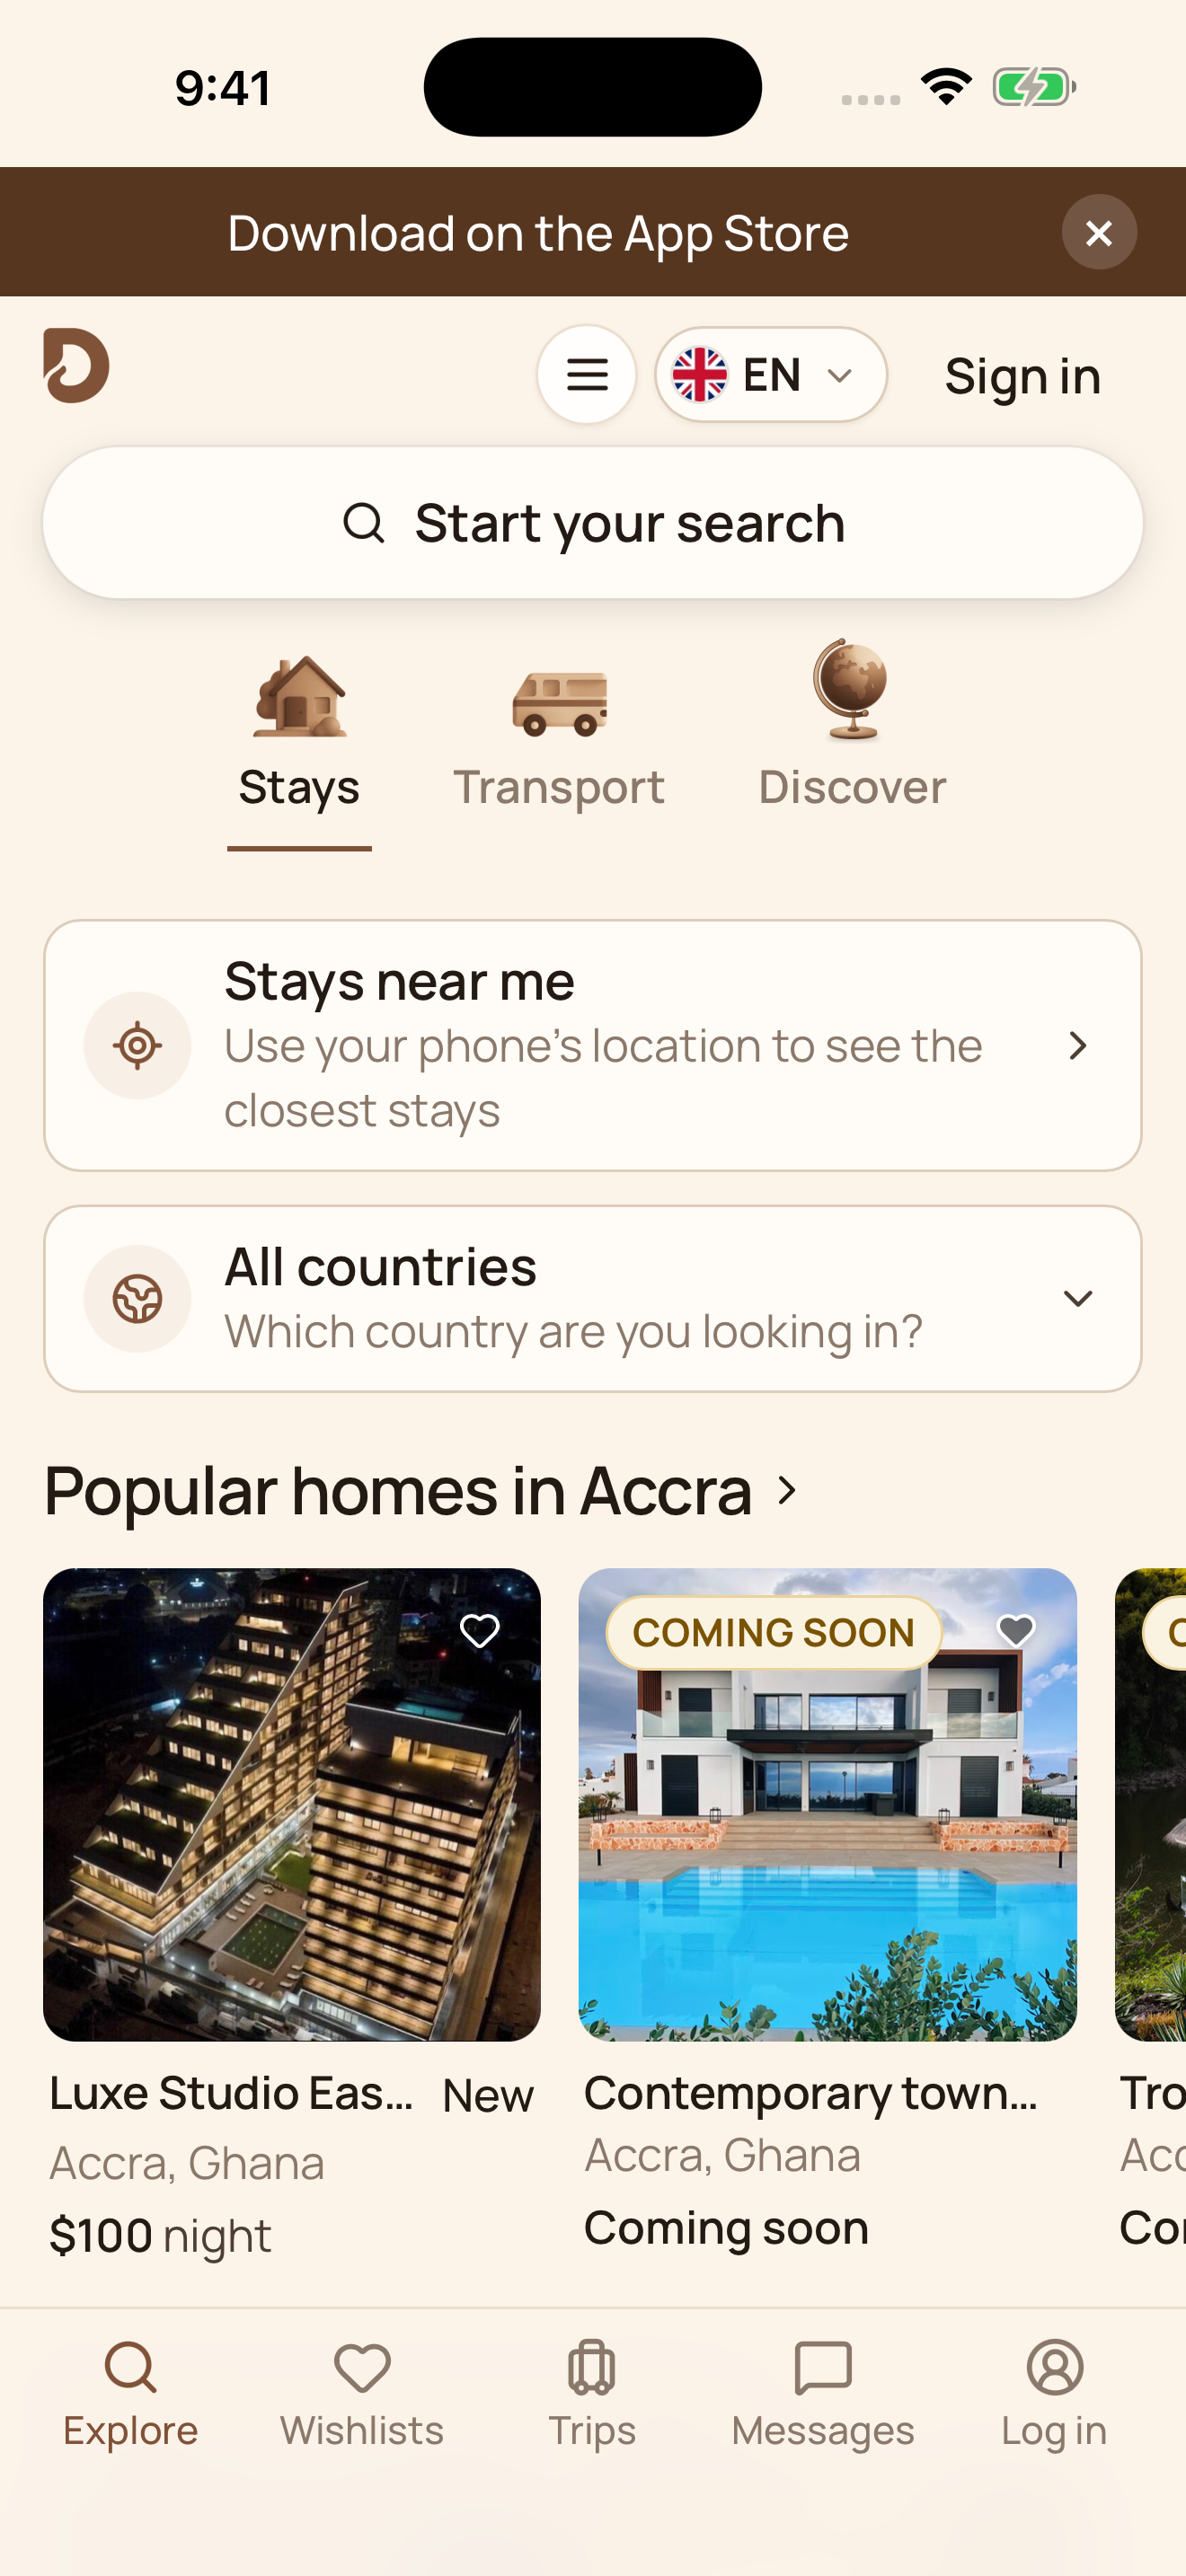 9:41
Download on the App Store
EN
Sign in
Start your search
Stays
Transport
Discover
Stays near me
Use your phone's location to see the
closest stays
All countries
Which country are you looking in?
Popular homes in Accra
COMING SOON
Luxe Studio Eas... New
Accra, Ghana
$100 night
Contemporary town...
Accra, Ghana
Coming soon
Explore
Wishlists
Trips
Messages
Log in